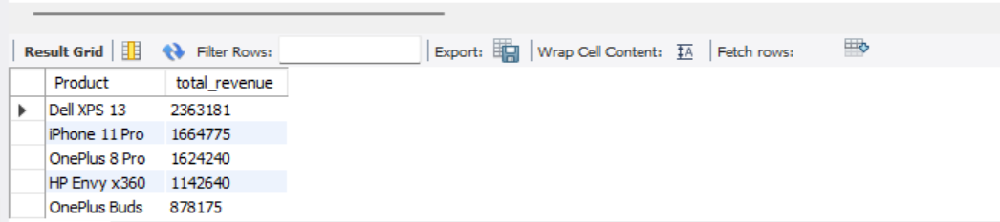 Result Grid Filter Rows: Export: Wrap Cell Content: Fetch rows:
Product total_revenue
Dell XPS 13 2363181
iPhone 11 Pro 1664775
OnePlus 8 Pro 1624240
HP Envy x360 1142640
OnePlus Buds 878175